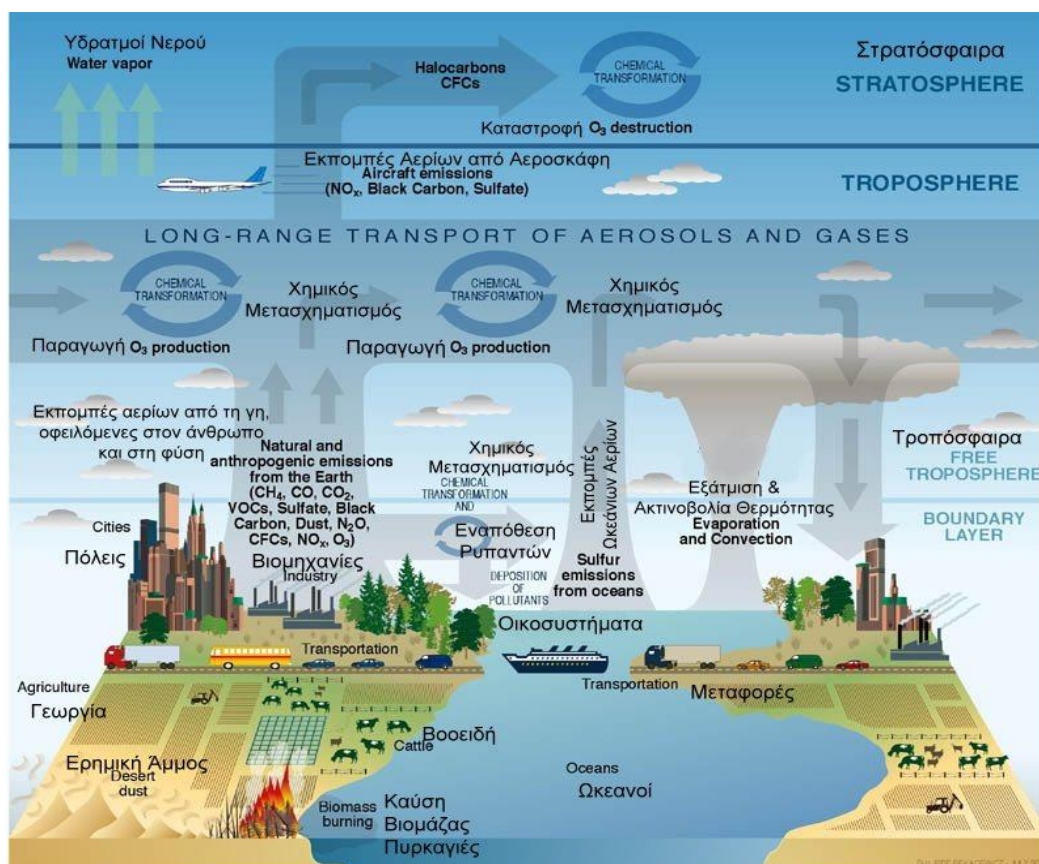 Υδρατμοί Νερού
Water vapor
Halocarbons
CFCs
CHEMICAL
TRANSFORMATION
Στρατόσφαιρα
STRATOSPHERE
Καταστροφή O₃ destruction
Εκπομπές Αερίων από Αεροσκάφη
Aircraft emissions
(NOₓ, Black Carbon, Sulfate)
TROPOSPHERE
LONG-RANGE TRANSPORT OF AEROSOLS AND GASES
CHEMICAL
TRANSFORMATION
Χημικός
Μετασχηματισμός
CHEMICAL
TRANSFORMATION
Χημικός
Μετασχηματισμός
Παραγωγή O₃ production
Παραγωγή O₃ production
Εκπομπές αερίων από τη γη,
οφειλόμενες στον άνθρωπο
και στη φύση
Natural and
anthropogenic emissions
from the Earth
(CH₄, CO, CO₂,
VOCs, Sulfate, Black
Carbon, Dust, N₂O,
CFCs, NOₓ, O₃)
Χημικός
Μετασχηματισμός
CHEMICAL
TRANSFORMATION
AND
Εναπόθεση
Ρυπαντών
DEPOSITION
OF
POLLUTANTS
Εκπομπές
Ωκεάνιων Αερίων
Sulfur
emissions
from oceans
Εξάτμιση &
Ακτινοβολία Θερμότητας
Evaporation
and Convection
Τροπόσφαιρα
FREE
TROPOSPHERE
BOUNDARY
LAYER
Cities
Πόλεις
Βιομηχανίες
Industry
Οικοσυστήματα
Transportation
Transportation
Μεταφορές
Agriculture
Γεωργία
Βοοειδή
Cattle
Ερημική Άμμος
Desert
dust
Biomass
burning
Καύση
Βιομάζας
Πυρκαγιές
Oceans
Ωκεανοί